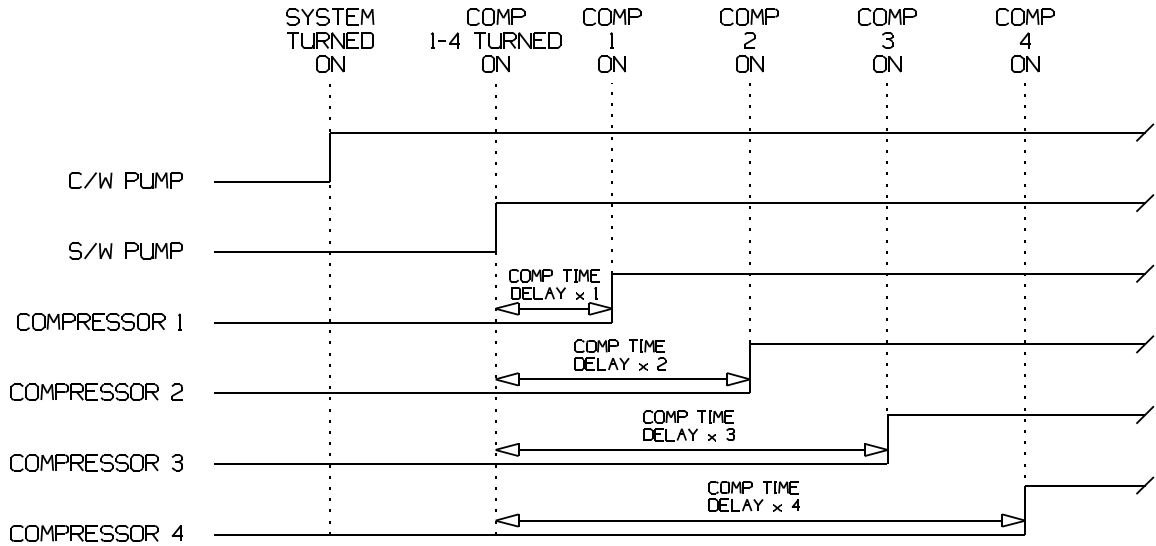 SYSTEM
TURNED
ON
COMP
1-4 TURNED
ON
COMP
1
ON
COMP
2
ON
COMP
3
ON
COMP
4
ON
C/W PUMP
S/W PUMP
COMP TIME
DELAY x 1
COMPRESSOR 1
COMP TIME
DELAY x 2
COMPRESSOR 2
COMP TIME
DELAY x 3
COMPRESSOR 3
COMP TIME
DELAY x 4
COMPRESSOR 4